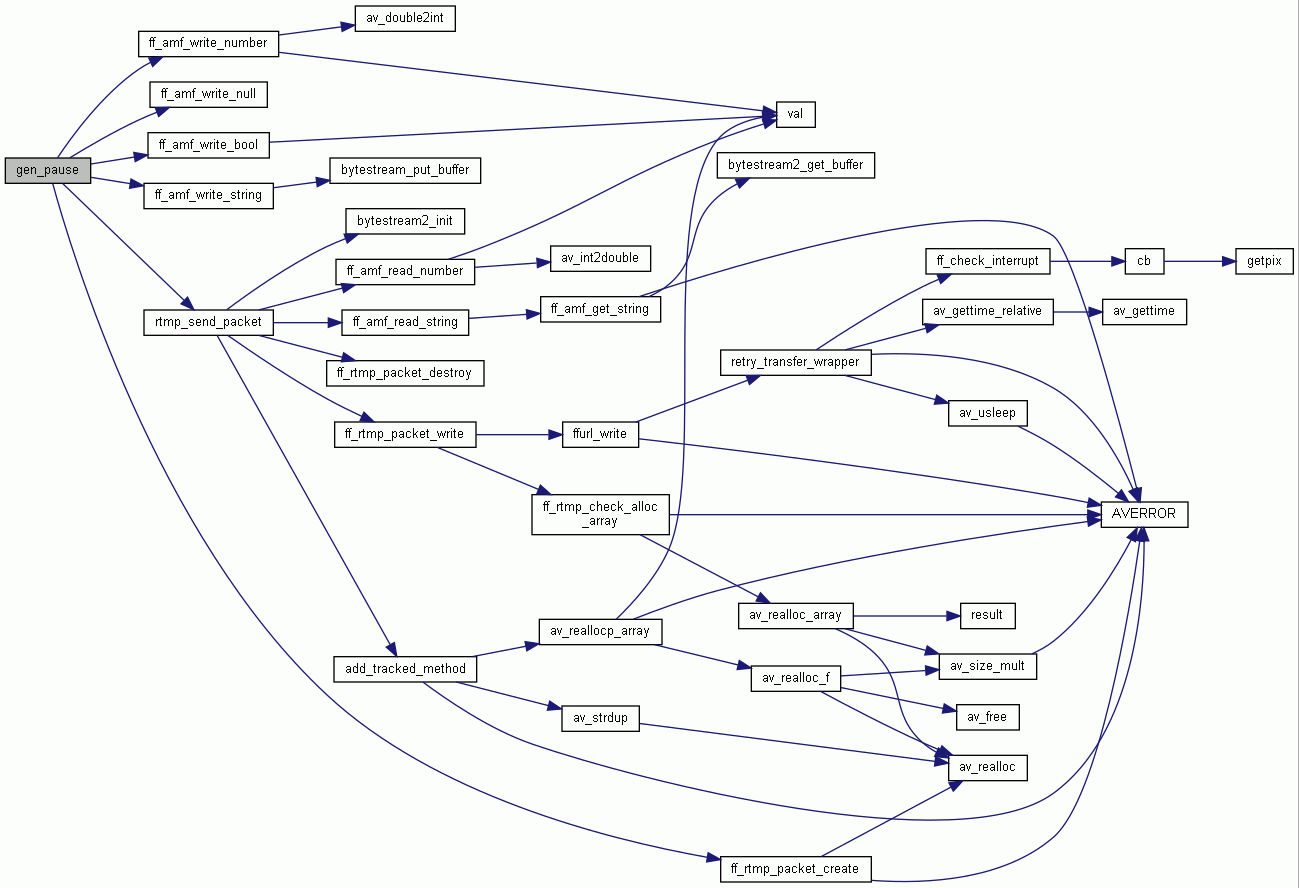 av_double2int
ff_amf_write_number
ff_amf_write_null
val
ff_amf_write_bool
gen_pause
bytestream_put_buffer
bytestream2_get_buffer
ff_amf_write_string
bytestream2_init
av_int2double
ff_check_interrupt
cb
getpix
ff_amf_read_number
ff_amf_get_string
av_gettime_relative
av_gettime
rtmp_send_packet
ff_amf_read_string
retry_transfer_wrapper
ff_rtmp_packet_destroy
av_usleep
ff_rtmp_packet_write
ffurl_write
ff_rtmp_check_alloc
_array
AVERROR
av_realloc_array
result
av_reallocp_array
add_tracked_method
av_realloc_f
av_size_mult
av_strdup
av_free
av_realloc
ff_rtmp_packet_create